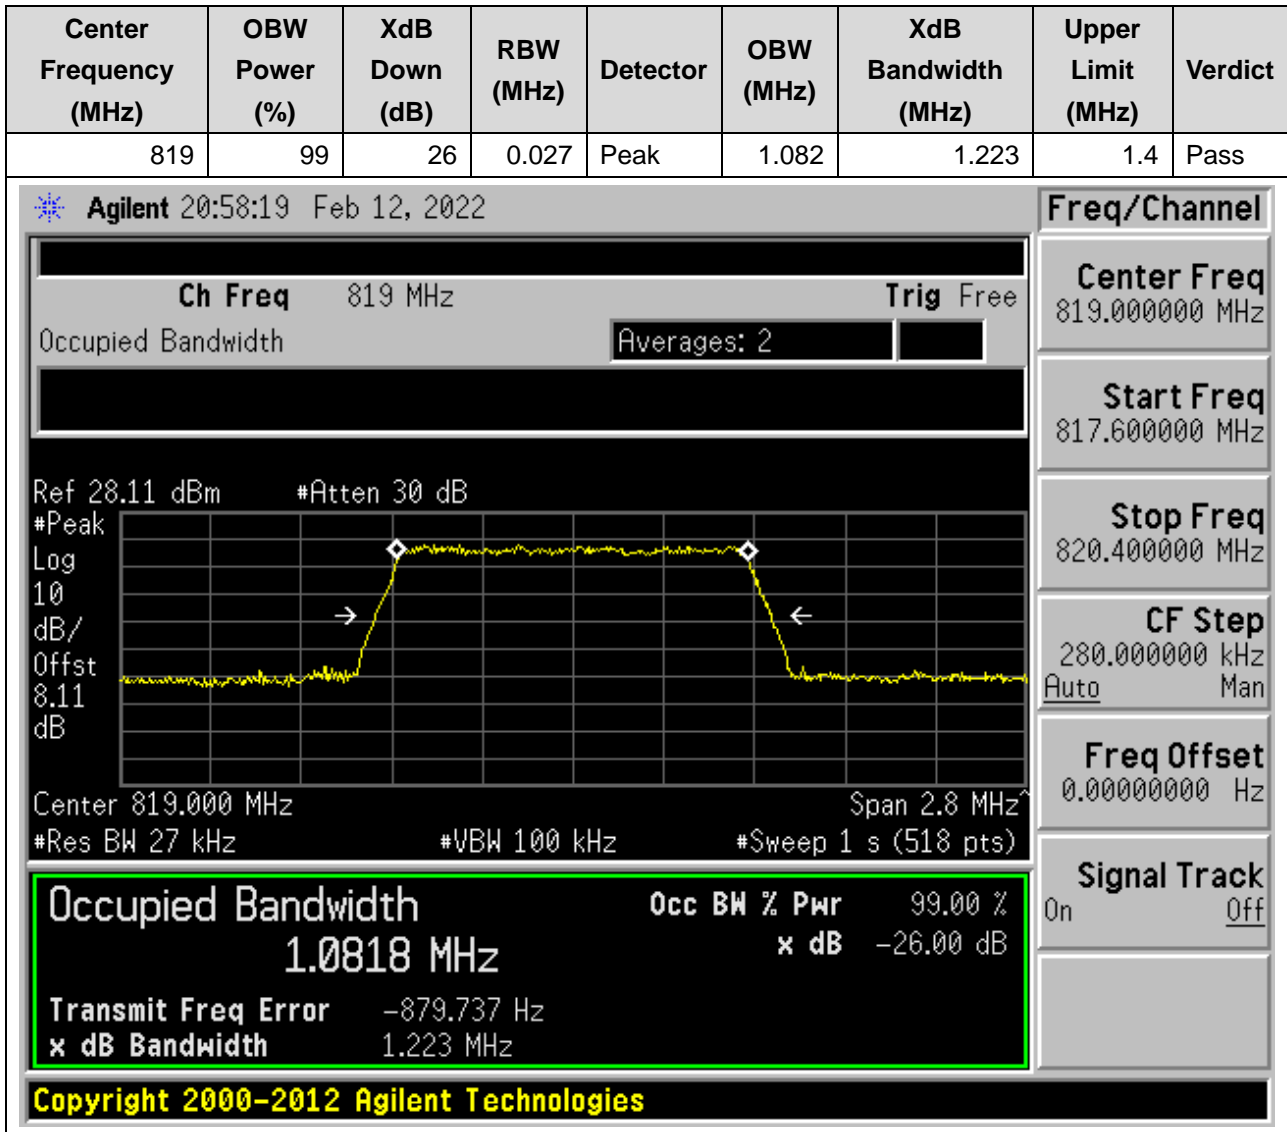 Center Frequency (MHz) OBW Power (%) XdB Down (dB) RBW (MHz) Detector OBW (MHz) XdB Bandwidth (MHz) Upper Limit (MHz) Verdict
819 99 26 0.027 Peak 1.082 1.223 1.4 Pass
Agilent 20:58:19 Feb 12, 2022
Freq/Channel
Ch Freq 819 MHz Trig Free
Occupied Bandwidth Averages: 2
Ref 28.11 dBm #Atten 30 dB
#Peak
Log
10
dB/
Offst
8.11
dB
Center 819.000 MHz Span 2.8 MHz^
#Res BW 27 kHz #VBW 100 kHz #Sweep 1 s (518 pts)
Occupied Bandwidth Occ BW % Pwr 99.00 %
1.0818 MHz x dB -26.00 dB
Transmit Freq Error -879.737 Hz
x dB Bandwidth 1.223 MHz
Center Freq
819.000000 MHz
Start Freq
817.600000 MHz
Stop Freq
820.400000 MHz
CF Step
280.000000 kHz
Auto Man
Freq Offset
0.00000000 Hz
Signal Track
On Off
Copyright 2000-2012 Agilent Technologies